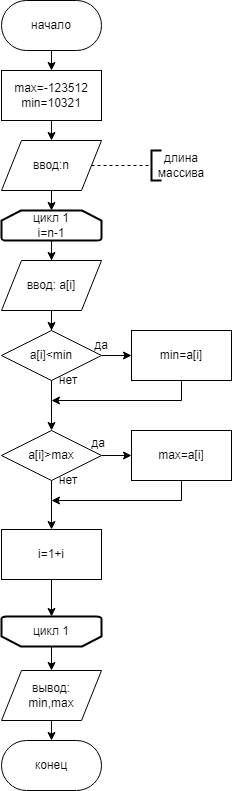 начало
max=-123512
min=10321
ввод:n
длина
массива
цикл 1
i=n-1
ввод: a[i]
a[i]<min
да
min=a[i]
нет
a[i]>max
да
max=a[i]
нет
i=1+i
цикл 1
вывод:
min,max
конец